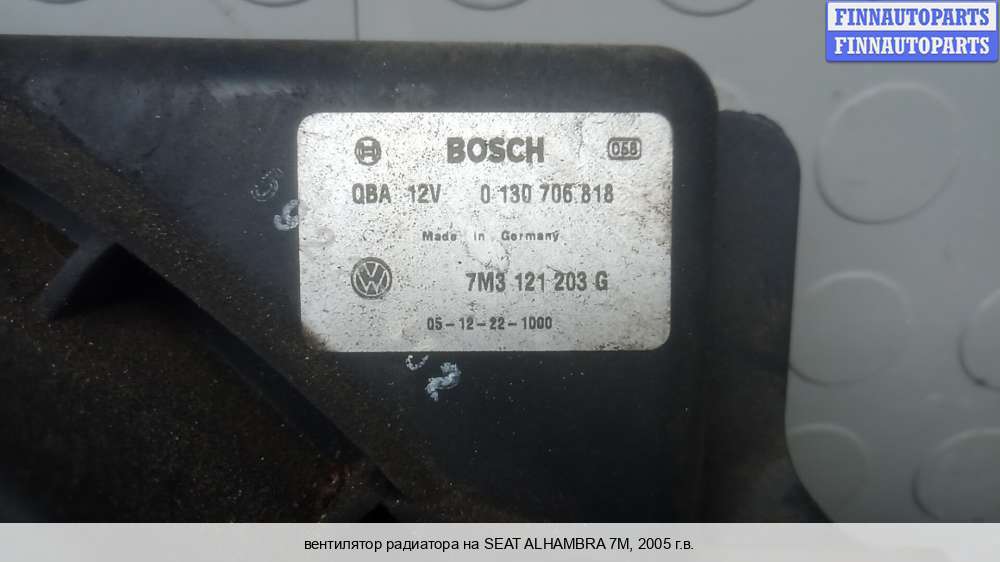 FINNAUTOPARTS
FINNAUTOPARTS
BOSCH 058
QBA 12V 0 130 706 818
Made in Germany
7M3 121 203 G
05-12-22-1000
вентилятор радиатора на SEAT ALHAMBRA 7M, 2005 г.в.